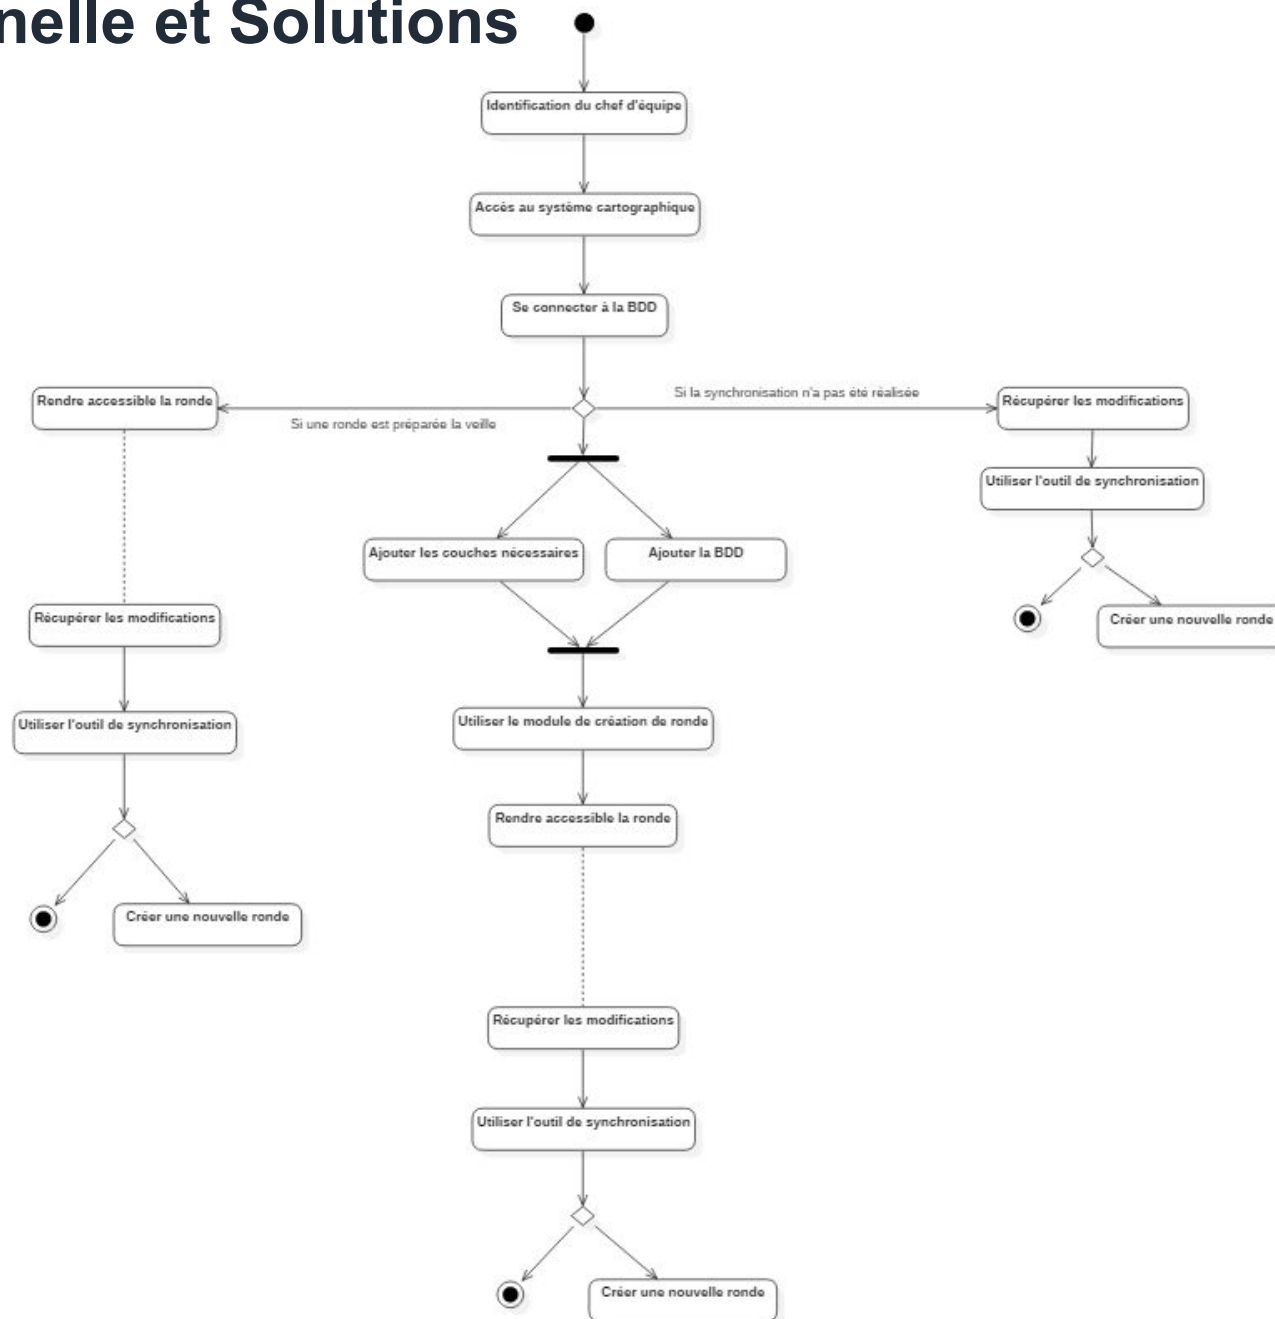 nelle et Solutions
Identification du chef d'équipe
Accès au système cartographique
Se connecter à la BDD
Rendre accessible la ronde
Si une ronde est préparée la veille
Si la synchronisation n'a pas été réalisée
Récupérer les modifications
Utiliser l'outil de synchronisation
Créer une nouvelle ronde
Ajouter les couches nécessaires
Ajouter la BDD
Récupérer les modifications
Utiliser l'outil de synchronisation
Créer une nouvelle ronde
Utiliser le module de création de ronde
Rendre accessible la ronde
Récupérer les modifications
Utiliser l'outil de synchronisation
Créer une nouvelle ronde